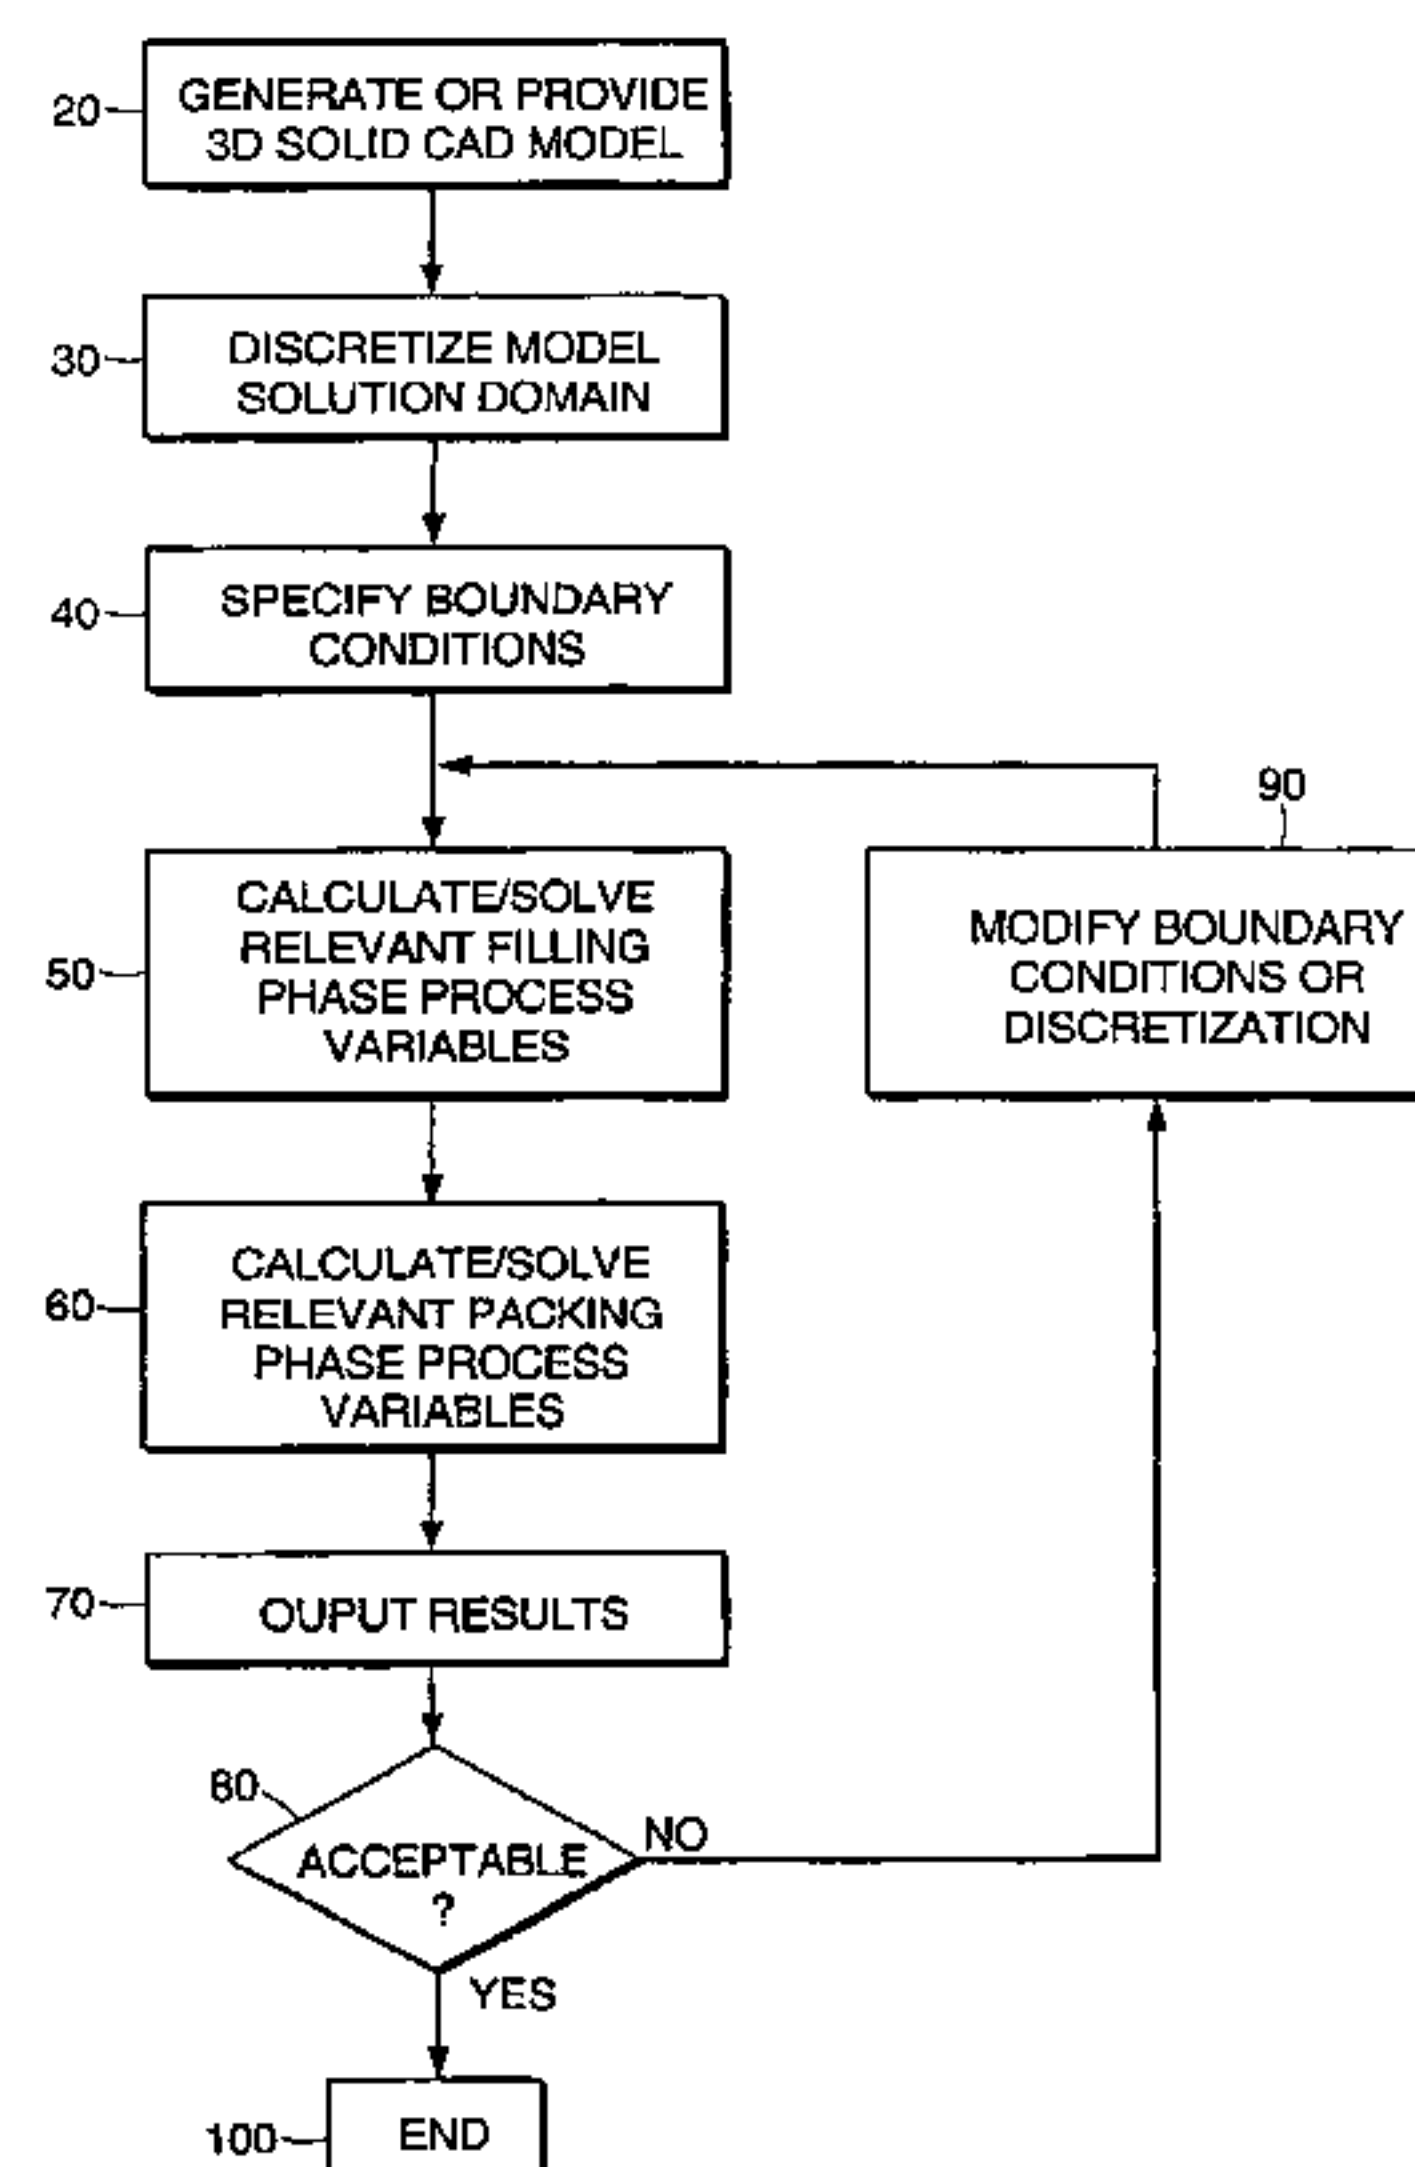 20
GENERATE OR PROVIDE
3D SOLID CAD MODEL
30
DISCRETIZE MODEL
SOLUTION DOMAIN
40
SPECIFY BOUNDARY
CONDITIONS
50
CALCULATE/SOLVE
RELEVANT FILLING
PHASE PROCESS
VARIABLES
90
MODIFY BOUNDARY
CONDITIONS OR
DISCRETIZATION
60
CALCULATE/SOLVE
RELEVANT PACKING
PHASE PROCESS
VARIABLES
70
OUPUT RESULTS
80
ACCEPTABLE
?
NO
YES
100
END